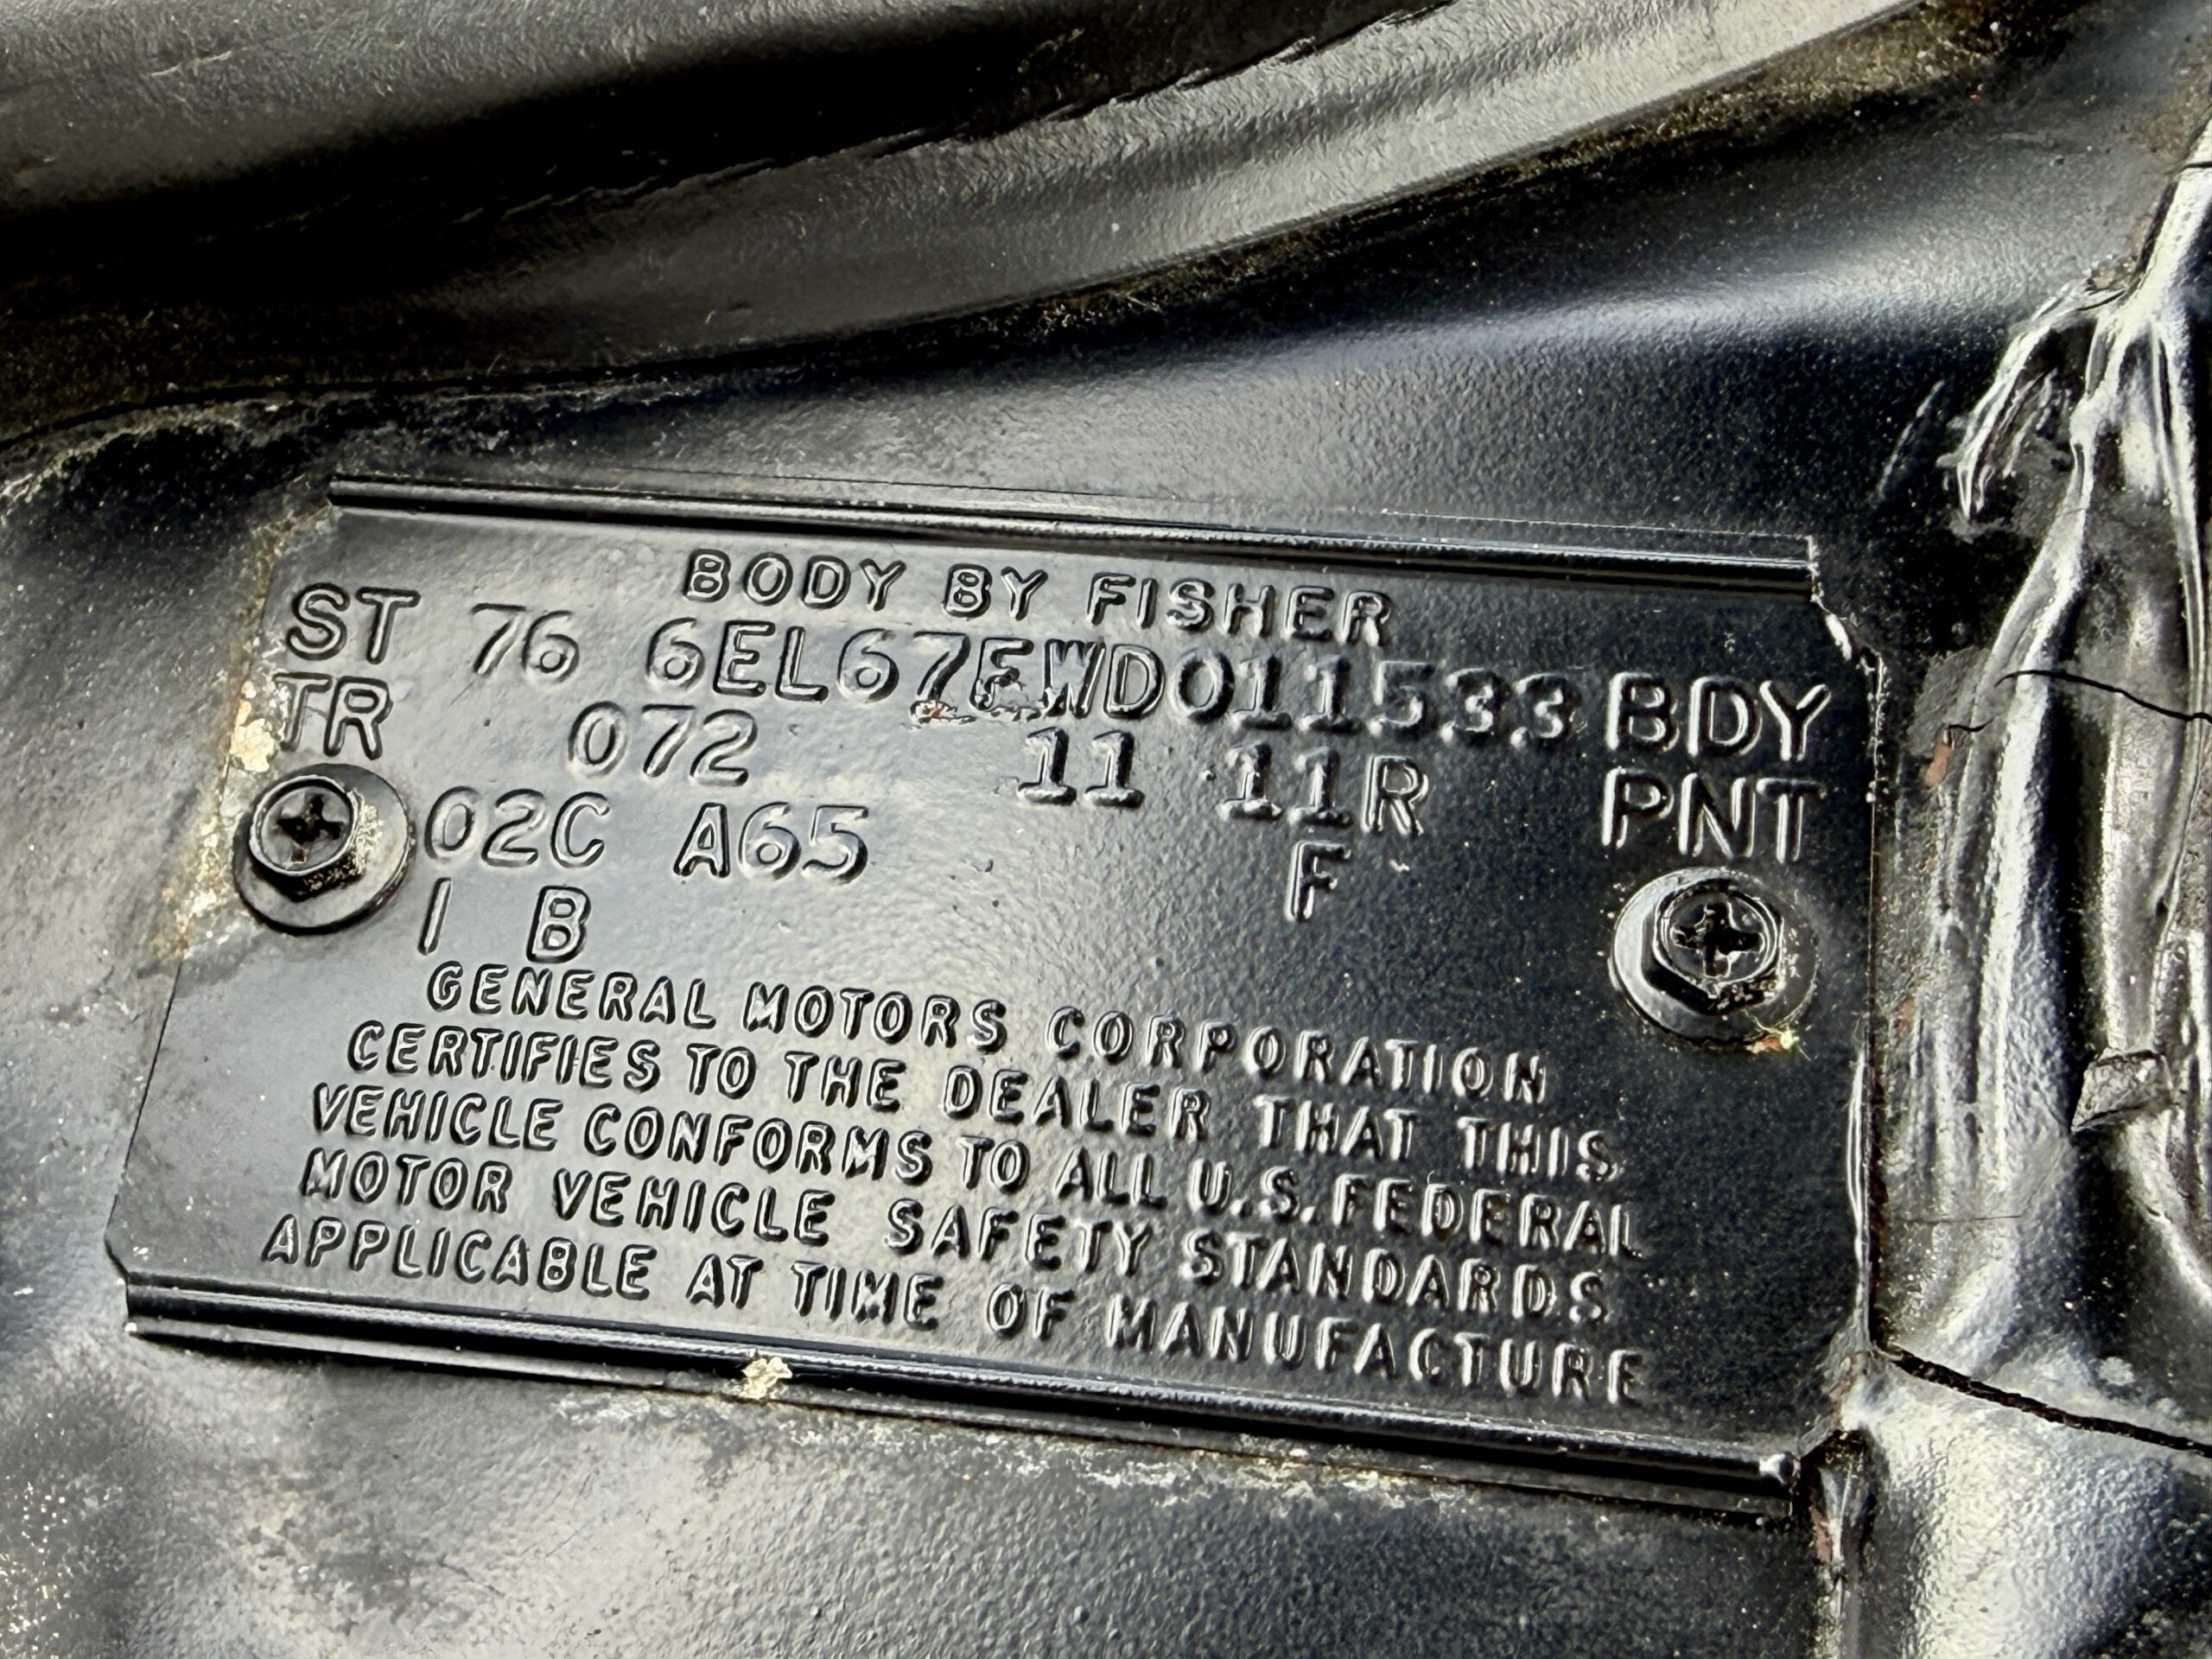 BODY BY FISHER
ST 76 6EL67EWD011533 BDY
TR 072 11 11R PNT
02C A65 F
I B
GENERAL MOTORS CORPORATION
CERTIFIES TO THE DEALER THAT THIS
VEHICLE CONFORMS TO ALL U.S. FEDERAL
MOTOR VEHICLE SAFETY STANDARDS
APPLICABLE AT TIME OF MANUFACTURE